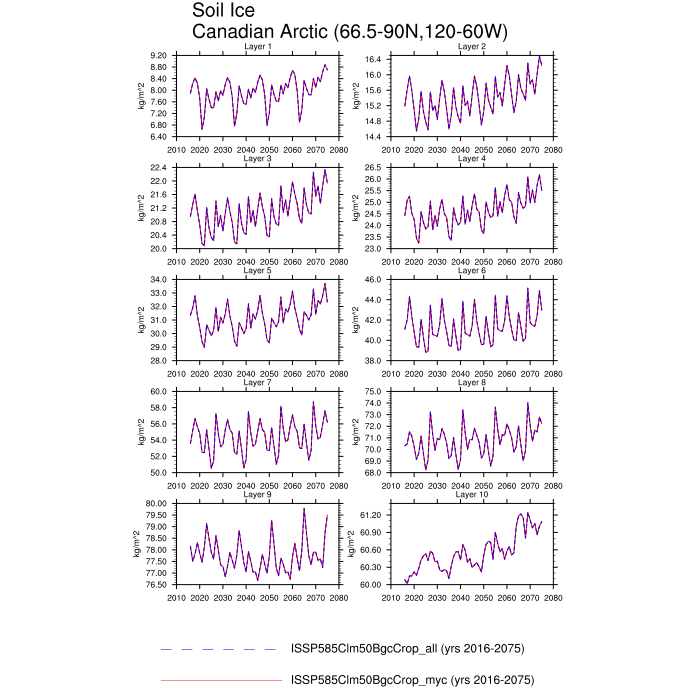 Soil Ice
Canadian Arctic (66.5-90N,120-60W)
Layer 1 Layer 2
9.20 8.80 8.40 8.00 7.60 7.20 6.80 6.40
kg/m^2
16.4 16.0 15.6 15.2 14.8 14.4
kg/m^2
2010 2020 2030 2040 2050 2060 2070 2080 2010 2020 2030 2040 2050 2060 2070 2080
Layer 3 Layer 4
22.4 22.0 21.6 21.2 20.8 20.4 20.0
kg/m^2
26.5 26.0 25.5 25.0 24.5 24.0 23.5 23.0
kg/m^2
2010 2020 2030 2040 2050 2060 2070 2080 2010 2020 2030 2040 2050 2060 2070 2080
Layer 5 Layer 6
34.0 33.0 32.0 31.0 30.0 29.0 28.0
kg/m^2
46.0 44.0 42.0 40.0 38.0
kg/m^2
2010 2020 2030 2040 2050 2060 2070 2080 2010 2020 2030 2040 2050 2060 2070 2080
Layer 7 Layer 8
60.0 58.0 56.0 54.0 52.0 50.0
kg/m^2
75.0 74.0 73.0 72.0 71.0 70.0 69.0 68.0
kg/m^2
2010 2020 2030 2040 2050 2060 2070 2080 2010 2020 2030 2040 2050 2060 2070 2080
Layer 9 Layer 10
80.00 79.50 79.00 78.50 78.00 77.50 77.00 76.50
kg/m^2
61.20 60.90 60.60 60.30 60.00
kg/m^2
2010 2020 2030 2040 2050 2060 2070 2080 2010 2020 2030 2040 2050 2060 2070 2080
ISSP585Clm50BgcCrop_all (yrs 2016-2075)
ISSP585Clm50BgcCrop_myc (yrs 2016-2075)